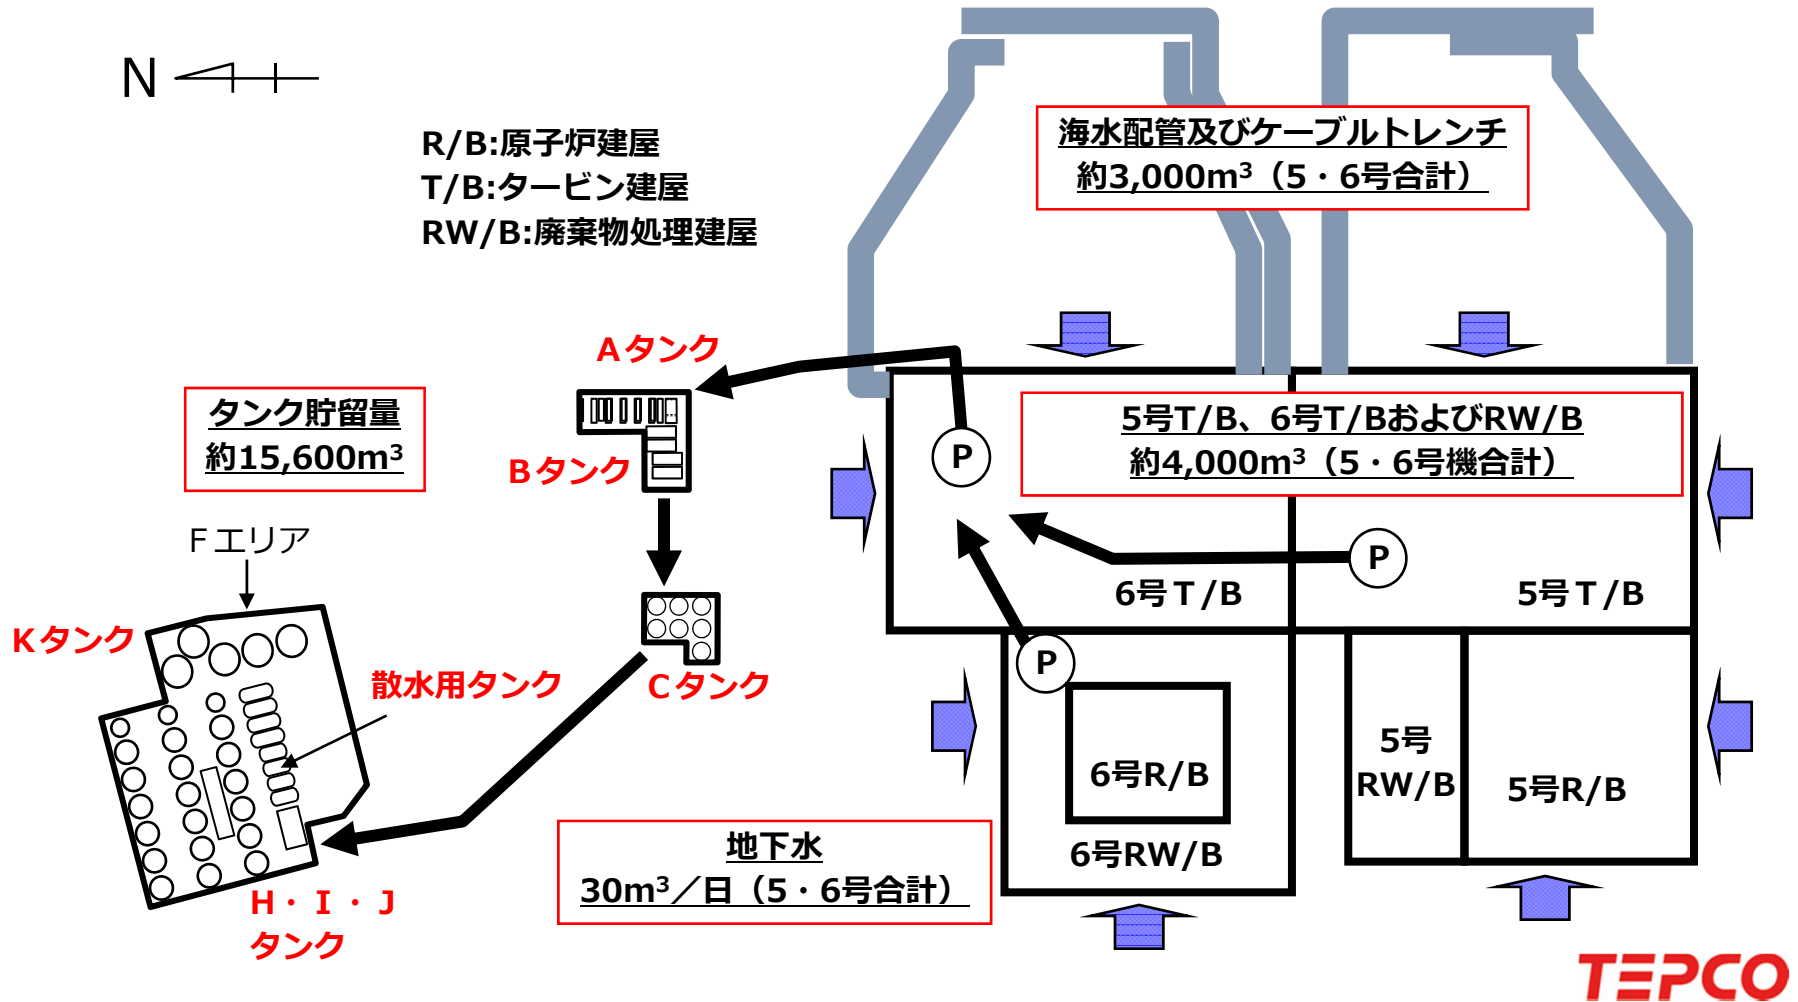 N
R/B:原子炉建屋
T/B:タービン建屋
RW/B:廃棄物処理建屋
海水配管及びケーブルトレンチ
約3,000m³（5・6号合計）
Aタンク
タンク貯留量
約15,600m³
Bタンク
5号T/B、6号T/BおよびRW/B
約4,000m³（5・6号機合計）
P
Fエリア
P
6号T/B
5号T/B
Kタンク
散水用タンク
Cタンク
P
6号R/B
5号
RW/B
5号R/B
6号RW/B
地下水
30m³／日（5・6号合計）
H・I・J
タンク
TEPCO